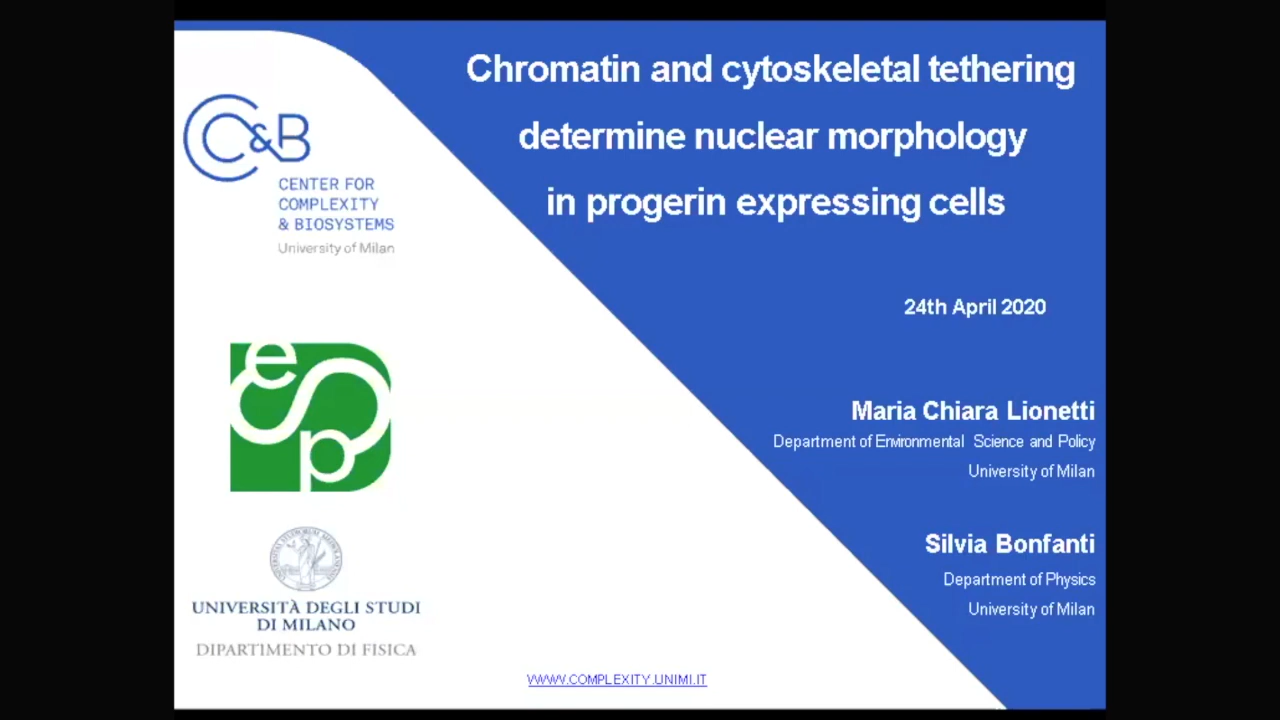 Chromatin and cytoskeletal tethering
determine nuclear morphology
in progerin expressing cells
C&B
CENTER FOR
COMPLEXITY
& BIOSYSTEMS
University of Milan
24th April 2020
esp
Maria Chiara Lionetti
Department of Environmental Science and Policy
University of Milan
Silvia Bonfanti
Department of Physics
University of Milan
UNIVERSITÀ DEGLI STUDI
DI MILANO
DIPARTIMENTO DI FISICA
WWW.COMPLEXITY.UNIMI.IT